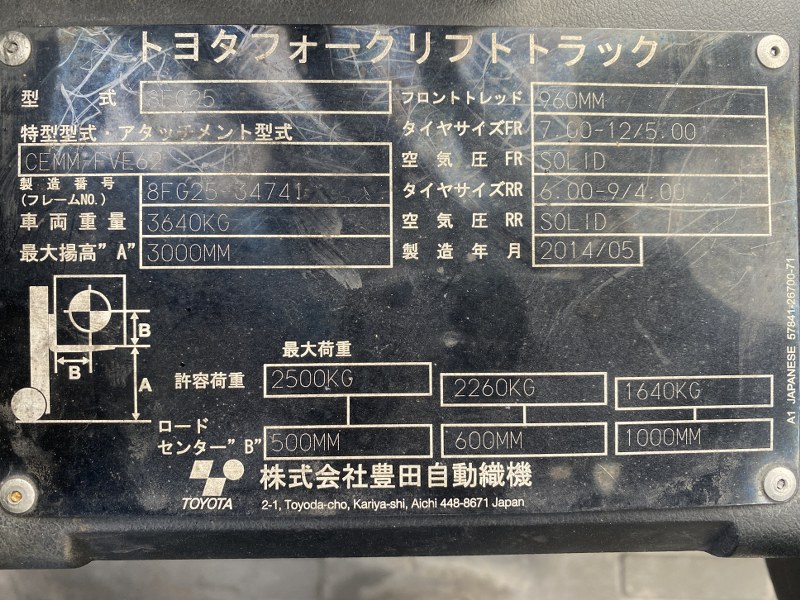 トヨタフォークリフトトラック
型式 8FG25 フロントトレッド 960MM
特型型式・アタッチメント型式 タイヤサイズFR 7.00-12/5.00
CEMM-FVE62 空気圧 FR SOLID
製造番号 (フレームNO.) 8FG25-34741 タイヤサイズRR 6.00-9/4.00
車両重量 3640KG 空気圧 RR SOLID
最大揚高"A" 3000MM 製造年月 2014/05
B
B
A
最大荷重
許容荷重 2500KG 2260KG 1640KG
ロード
センター"B" 500MM 600MM 1000MM
TOYOTA 株式会社豊田自動織機
2-1, Toyoda-cho, Kariya-shi, Aichi 448-8671 Japan
A1 JAPANESE 57841-26700-71